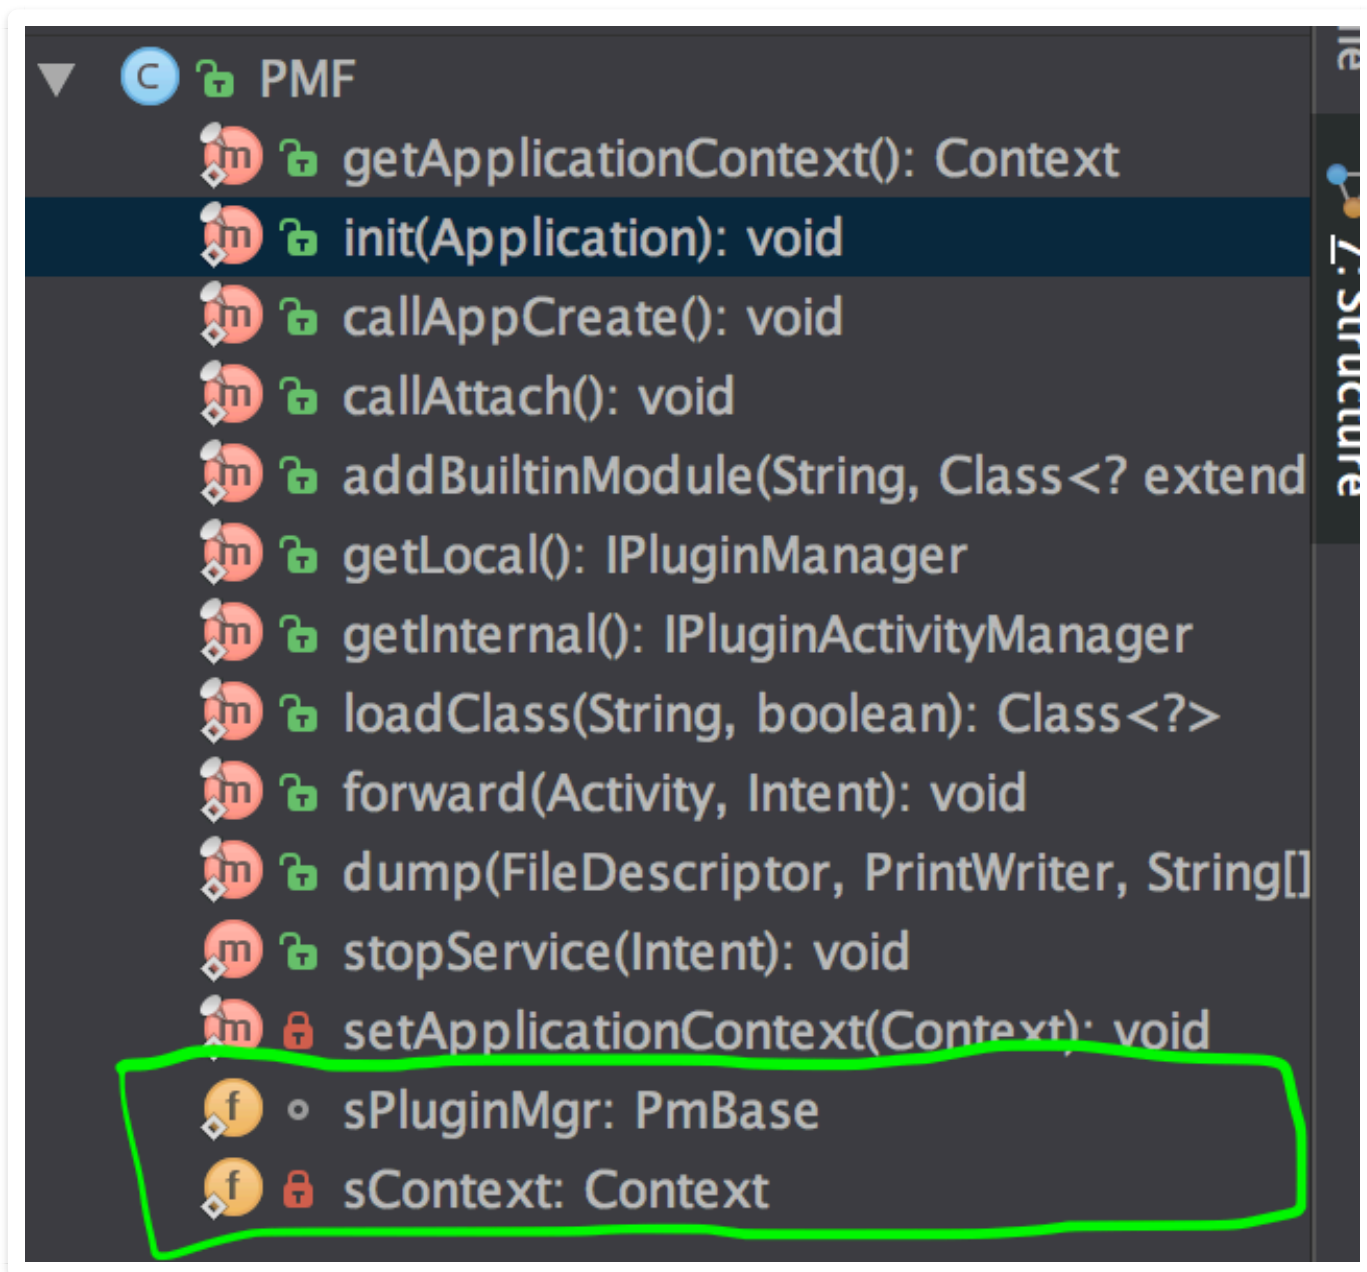 PMF
getApplicationContext(): Context
init(Application): void
callAppCreate(): void
callAttach(): void
addBuiltinModule(String, Class<? extend
getLocal(): IPluginManager
getInternal(): IPluginActivityManager
loadClass(String, boolean): Class<?>
forward(Activity, Intent): void
dump(FileDescriptor, PrintWriter, String[]
stopService(Intent): void
setApplicationContext(Context): void
sPluginMgr: PmBase
sContext: Context
7: Structure